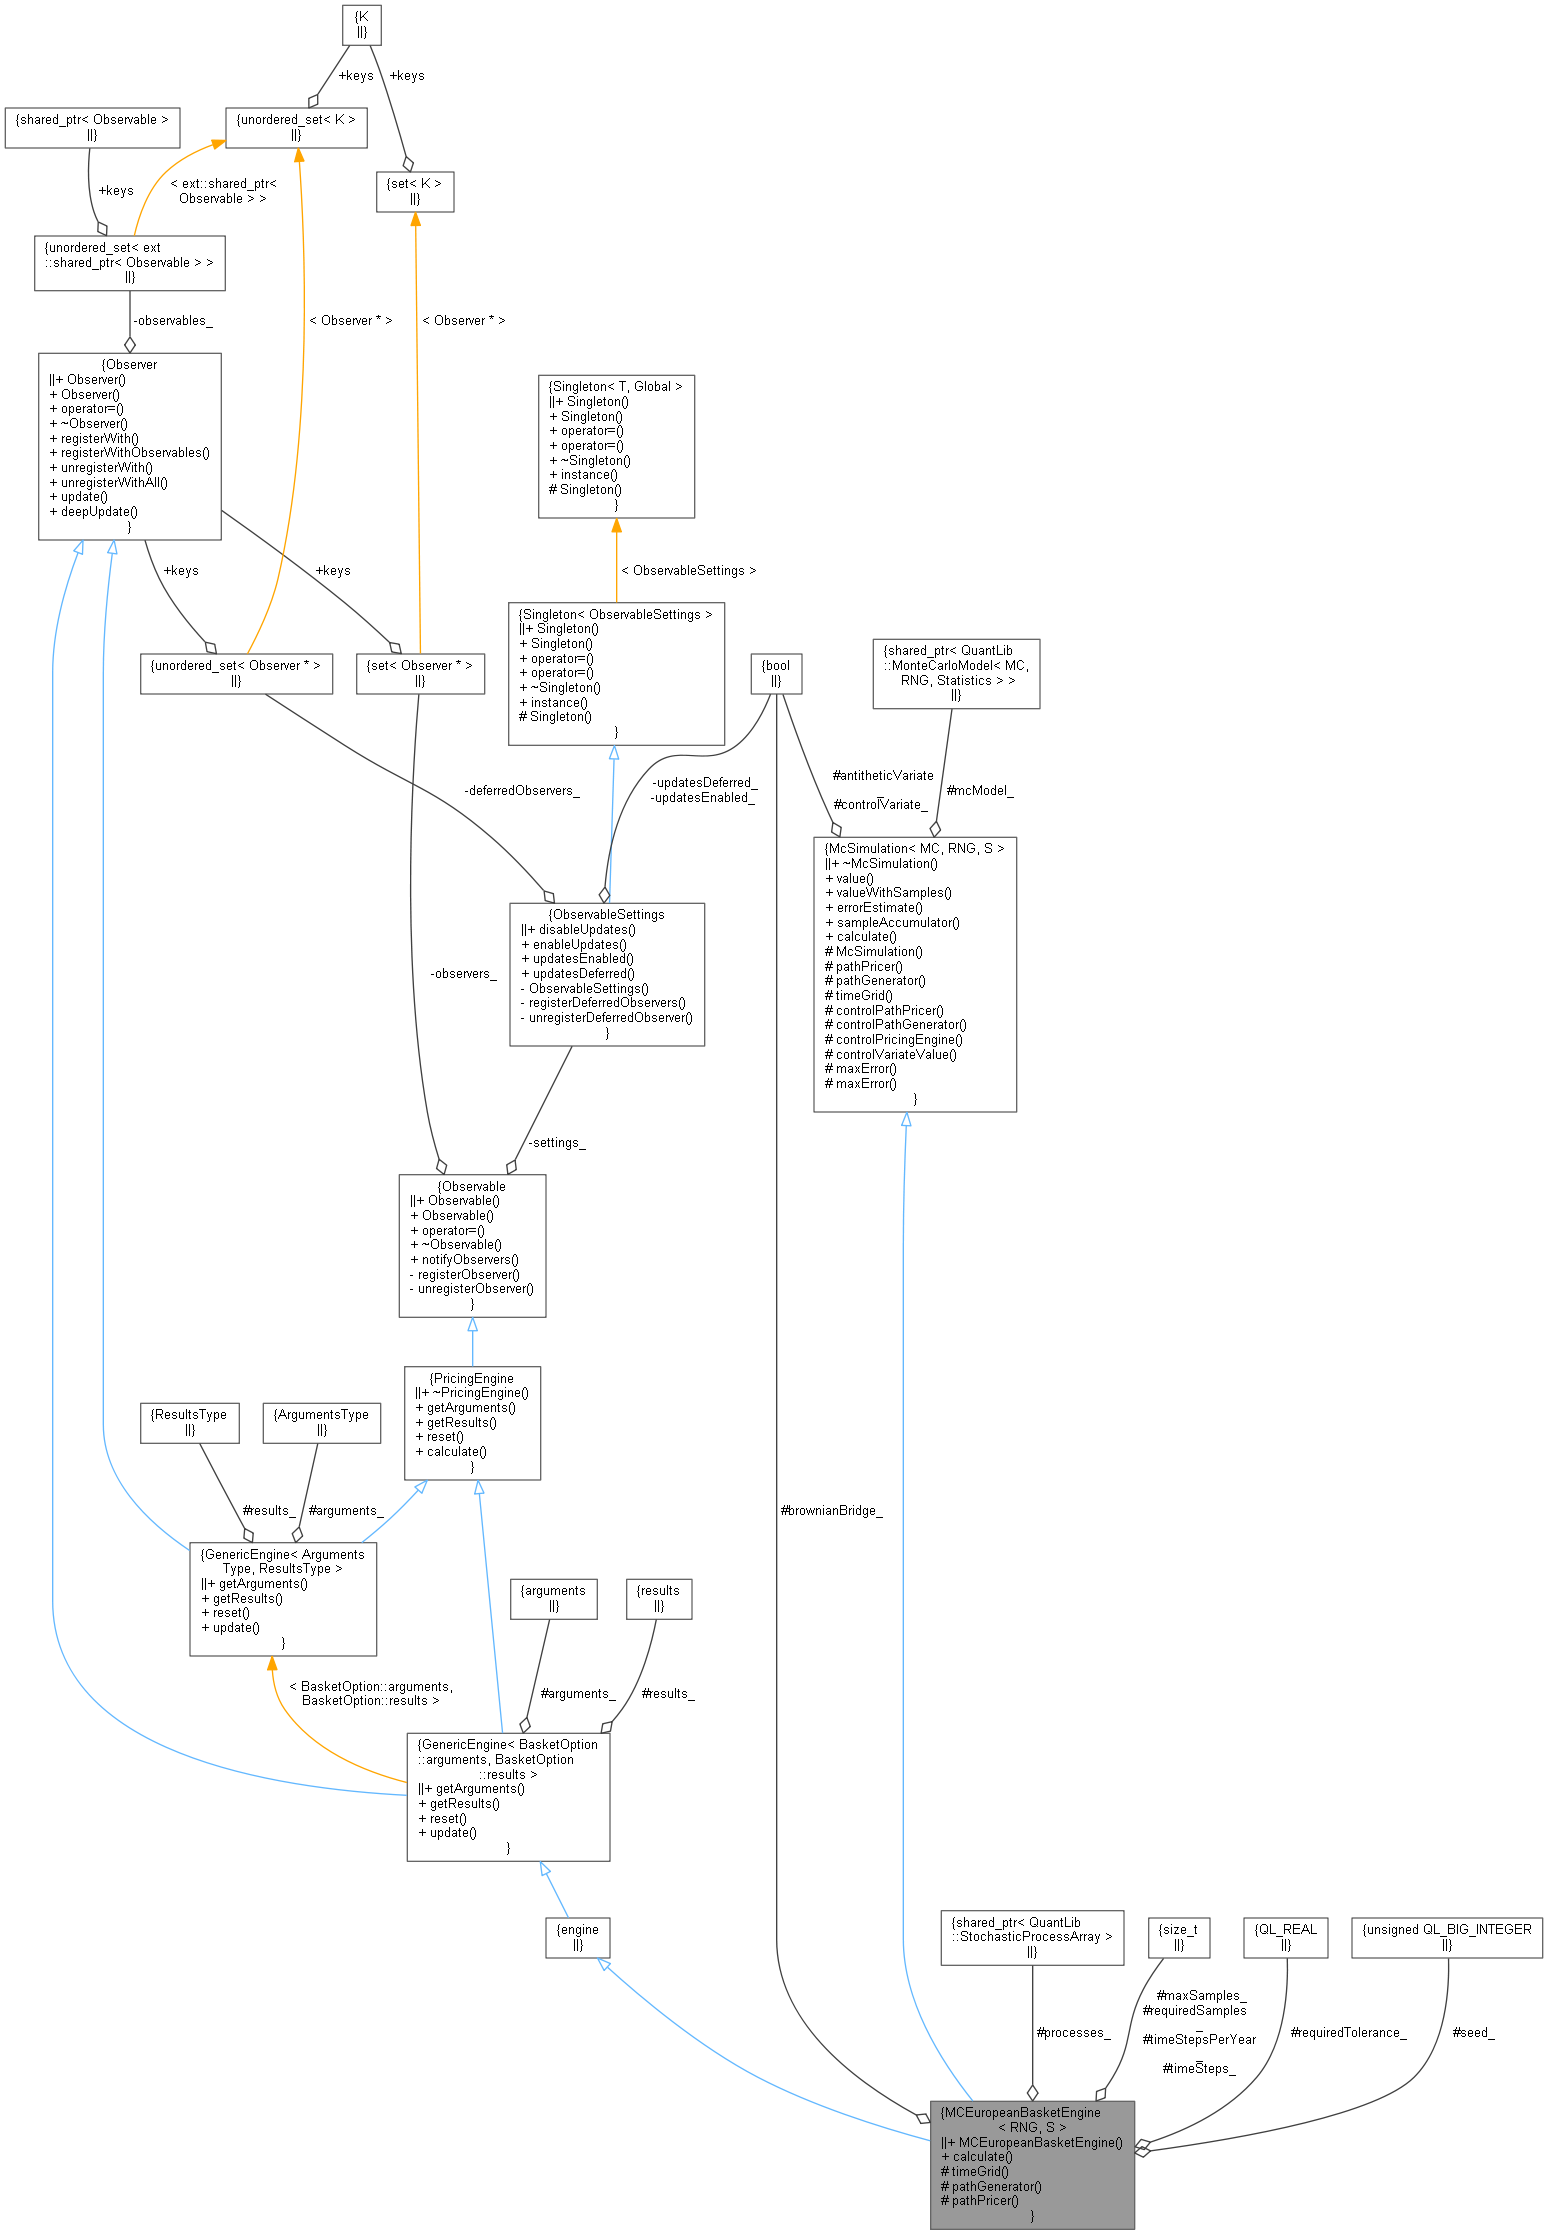 {K
||}
+keys
+keys
{shared_ptr< Observable >
||}
{unordered_set< K >
||}
{set< K >
||}
+keys
< ext::shared_ptr<
Observable > >
{unordered_set< ext
::shared_ptr< Observable > >
||}
-observables_
< Observer * >
< Observer * >
{Observer
||+ Observer()
+ Observer()
+ operator=()
+ ~Observer()
+ registerWith()
+ registerWithObservables()
+ unregisterWith()
+ unregisterWithAll()
+ update()
+ deepUpdate()
}
{Singleton< T, Global >
||+ Singleton()
+ Singleton()
+ operator=()
+ operator=()
+ ~Singleton()
+ instance()
# Singleton()
}
+keys
+keys
< ObservableSettings >
{Singleton< ObservableSettings >
||+ Singleton()
+ Singleton()
+ operator=()
+ operator=()
+ ~Singleton()
+ instance()
# Singleton()
}
{unordered_set< Observer * >
||}
{set< Observer * >
||}
{bool
||}
{shared_ptr< QuantLib
::MonteCarloModel< MC,
RNG, Statistics > >
||}
-deferredObservers_
-updatesDeferred_
-updatesEnabled_
#antitheticVariate
_
#controlVariate_
#mcModel_
{McSimulation< MC, RNG, S >
||+ ~McSimulation()
+ value()
+ valueWithSamples()
+ errorEstimate()
+ sampleAccumulator()
+ calculate()
# McSimulation()
# pathPricer()
# pathGenerator()
# timeGrid()
# controlPathPricer()
# controlPathGenerator()
# controlPricingEngine()
# controlVariateValue()
# maxError()
# maxError()
}
-observers_
{ObservableSettings
||+ disableUpdates()
+ enableUpdates()
+ updatesEnabled()
+ updatesDeferred()
- ObservableSettings()
- registerDeferredObservers()
- unregisterDeferredObserver()
}
-settings_
{Observable
||+ Observable()
+ Observable()
+ operator=()
+ ~Observable()
+ notifyObservers()
- registerObserver()
- unregisterObserver()
}
{PricingEngine
||+ ~PricingEngine()
+ getArguments()
+ getResults()
+ reset()
+ calculate()
}
{ResultsType
||}
{ArgumentsType
||}
#results_
#arguments_
#brownianBridge_
{GenericEngine< Arguments
Type, ResultsType >
||+ getArguments()
+ getResults()
+ reset()
+ update()
}
{arguments
||}
{results
||}
< BasketOption::arguments,
BasketOption::results >
#arguments_
#results_
{GenericEngine< BasketOption
::arguments, BasketOption
::results >
||+ getArguments()
+ getResults()
+ reset()
+ update()
}
{engine
||}
{shared_ptr< QuantLib
::StochasticProcessArray >
||}
{size_t
||}
{QL_REAL
||}
{unsigned QL_BIG_INTEGER
||}
#processes_
#maxSamples_
#requiredSamples
_
#timeStepsPerYear
_
#timeSteps_
#requiredTolerance_
#seed_
{MCEuropeanBasketEngine
< RNG, S >
||+ MCEuropeanBasketEngine()
+ calculate()
# timeGrid()
# pathGenerator()
# pathPricer()
}